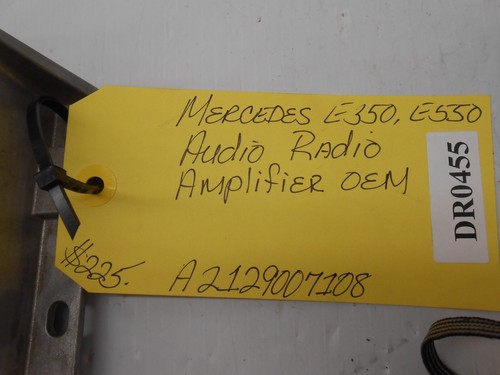 MERCEDES E350, E550
AUDIO RADIO
AMPLIFIER OEM
DR0455
$225.
A2129007108